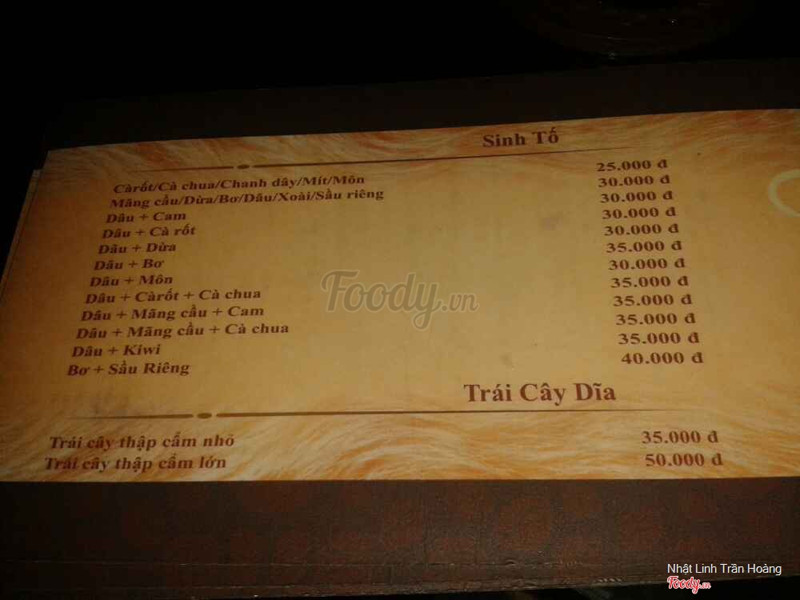 Sinh Tố
Càrốt/Cà chua/Chanh dây/Mít/Môn 25.000 đ
Mãng cầu/Dừa/Bơ/Dâu/Xoài/Sầu riêng 30.000 đ
Dâu + Cam 30.000 đ
Dâu + Cà rốt 30.000 đ
Dâu + Dừa 30.000 đ
Dâu + Bơ 35.000 đ
Dâu + Môn 30.000 đ
Dâu + Càrốt + Cà chua 35.000 đ
Dâu + Mãng cầu + Cam 35.000 đ
Dâu + Mãng cầu + Cà chua 35.000 đ
Dâu + Kiwi 35.000 đ
Bơ + Sầu Riêng 40.000 đ
Foody.vn
Trái Cây Dĩa
Trái cây thập cẩm nhỏ 35.000 đ
Trái cây thập cẩm lớn 50.000 đ
Nhật Linh Trần Hoàng
Foody.vn